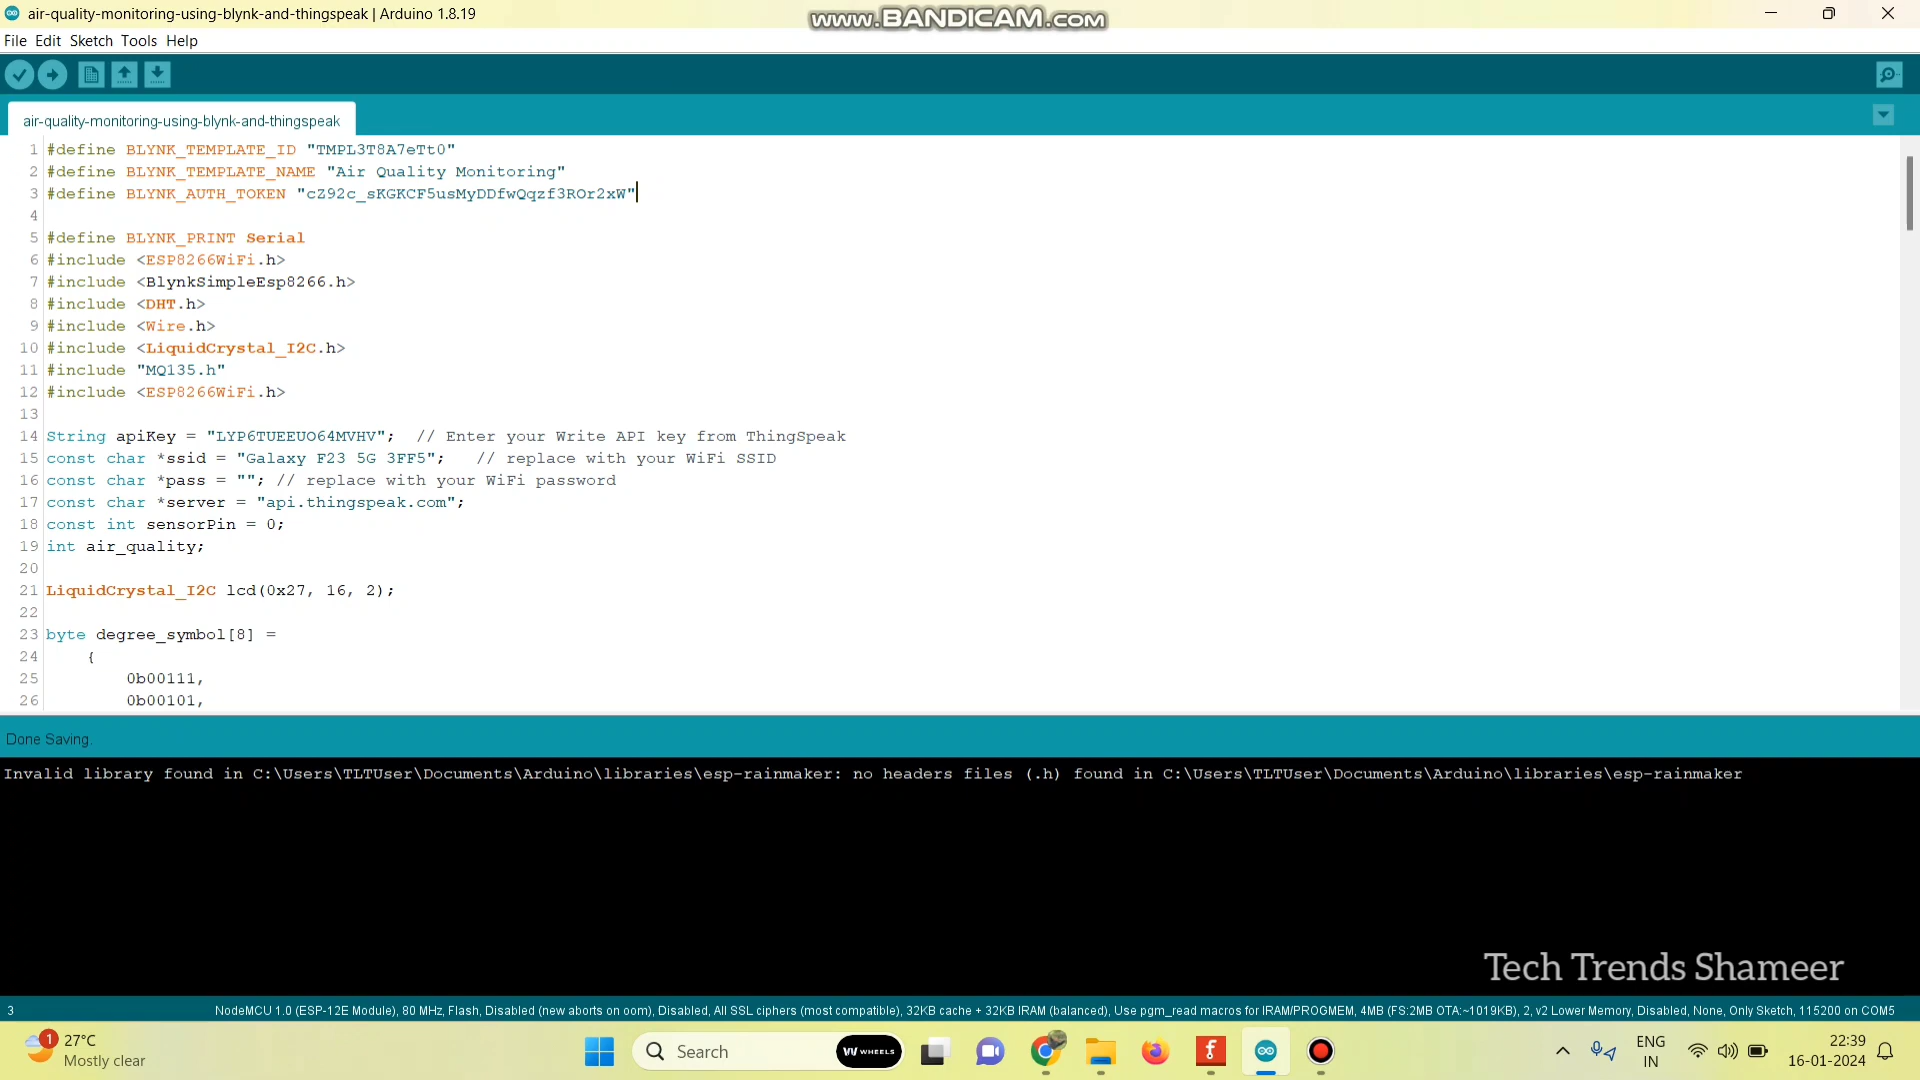 air-quality-monitoring-using-blynk-and-thingspeak | Arduino 1.8.19
www.BANDICAM.com
File Edit Sketch Tools Help
air-quality-monitoring-using-blynk-and-thingspeak
1 #define BLYNK_TEMPLATE_ID "TMPL3T8A7eTt0"
2 #define BLYNK_TEMPLATE_NAME "Air Quality Monitoring"
3 #define BLYNK_AUTH_TOKEN "cZ92c_sKGKCF5usMyDDfwQqzf3ROr2xW"
4
5 #define BLYNK_PRINT Serial
6 #include <ESP8266WiFi.h>
7 #include <BlynkSimpleEsp8266.h>
8 #include <DHT.h>
9 #include <Wire.h>
10 #include <LiquidCrystal_I2C.h>
11 #include "MQ135.h"
12 #include <ESP8266WiFi.h>
13
14 String apiKey = "LYP6TUEEUO64MVHV";  // Enter your Write API key from ThingSpeak
15 const char *ssid = "Galaxy F23 5G 3FF5";   // replace with your WiFi SSID
16 const char *pass = ""; // replace with your WiFi password
17 const char *server = "api.thingspeak.com";
18 const int sensorPin = 0;
19 int air_quality;
20
21 LiquidCrystal_I2C lcd(0x27, 16, 2);
22
23 byte degree_symbol[8] =
24     {
25         0b00111,
26         0b00101,
Done Saving.
Invalid library found in C:\Users\TLTUser\Documents\Arduino\libraries\esp-rainmaker: no headers files (.h) found in C:\Users\TLTUser\Documents\Arduino\libraries\esp-rainmaker
Tech Trends Shameer
3 NodeMCU 1.0 (ESP-12E Module), 80 MHz, Flash, Disabled (new aborts on oom), Disabled, All SSL ciphers (most compatible), 32KB cache + 32KB IRAM (balanced), Use pgm_read macros for IRAM/PROGMEM, 4MB (FS:2MB OTA:~1019KB), 2, v2 Lower Memory, Disabled, None, Only Sketch, 115200 on COM5
1
27°C
Mostly clear
Search
WHEELS
ENG
IN
22:39
16-01-2024